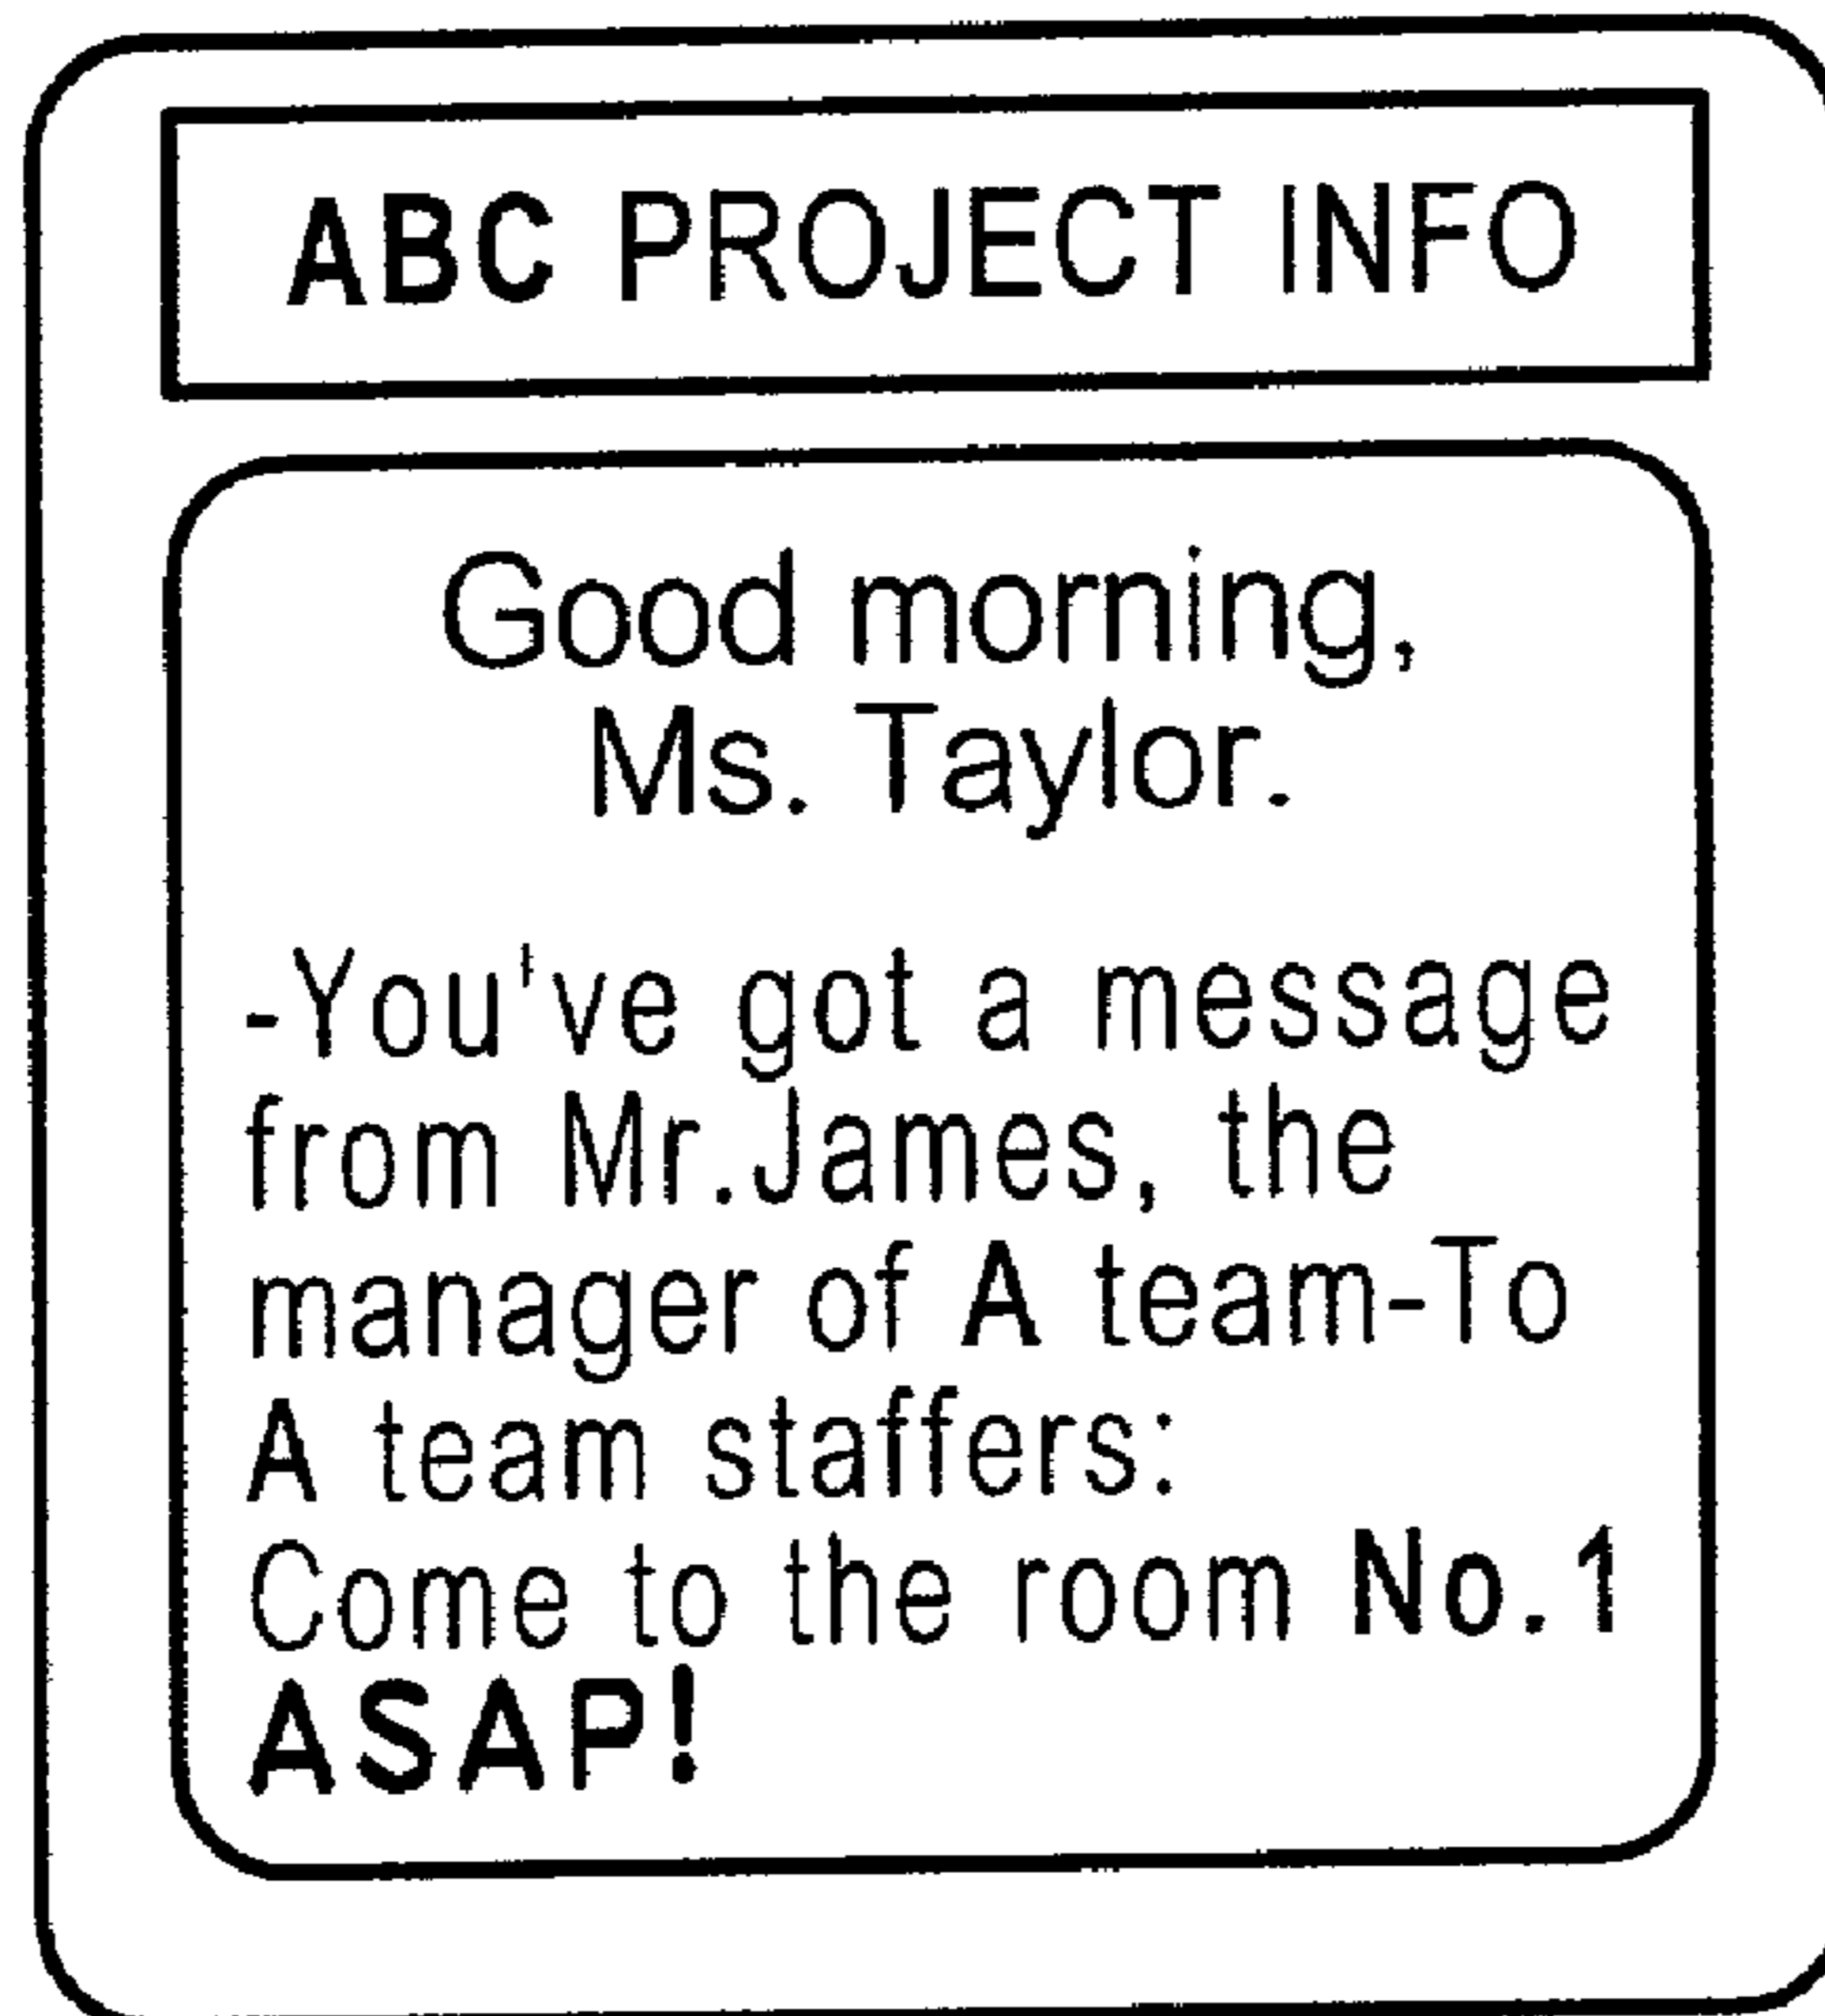 ABC PROJECT INFO
Good morning,
Ms. Taylor.
-You've got a message
from Mr.James, the
manager of A team-To
A team staffers:
Come to the room No.1
ASAP!